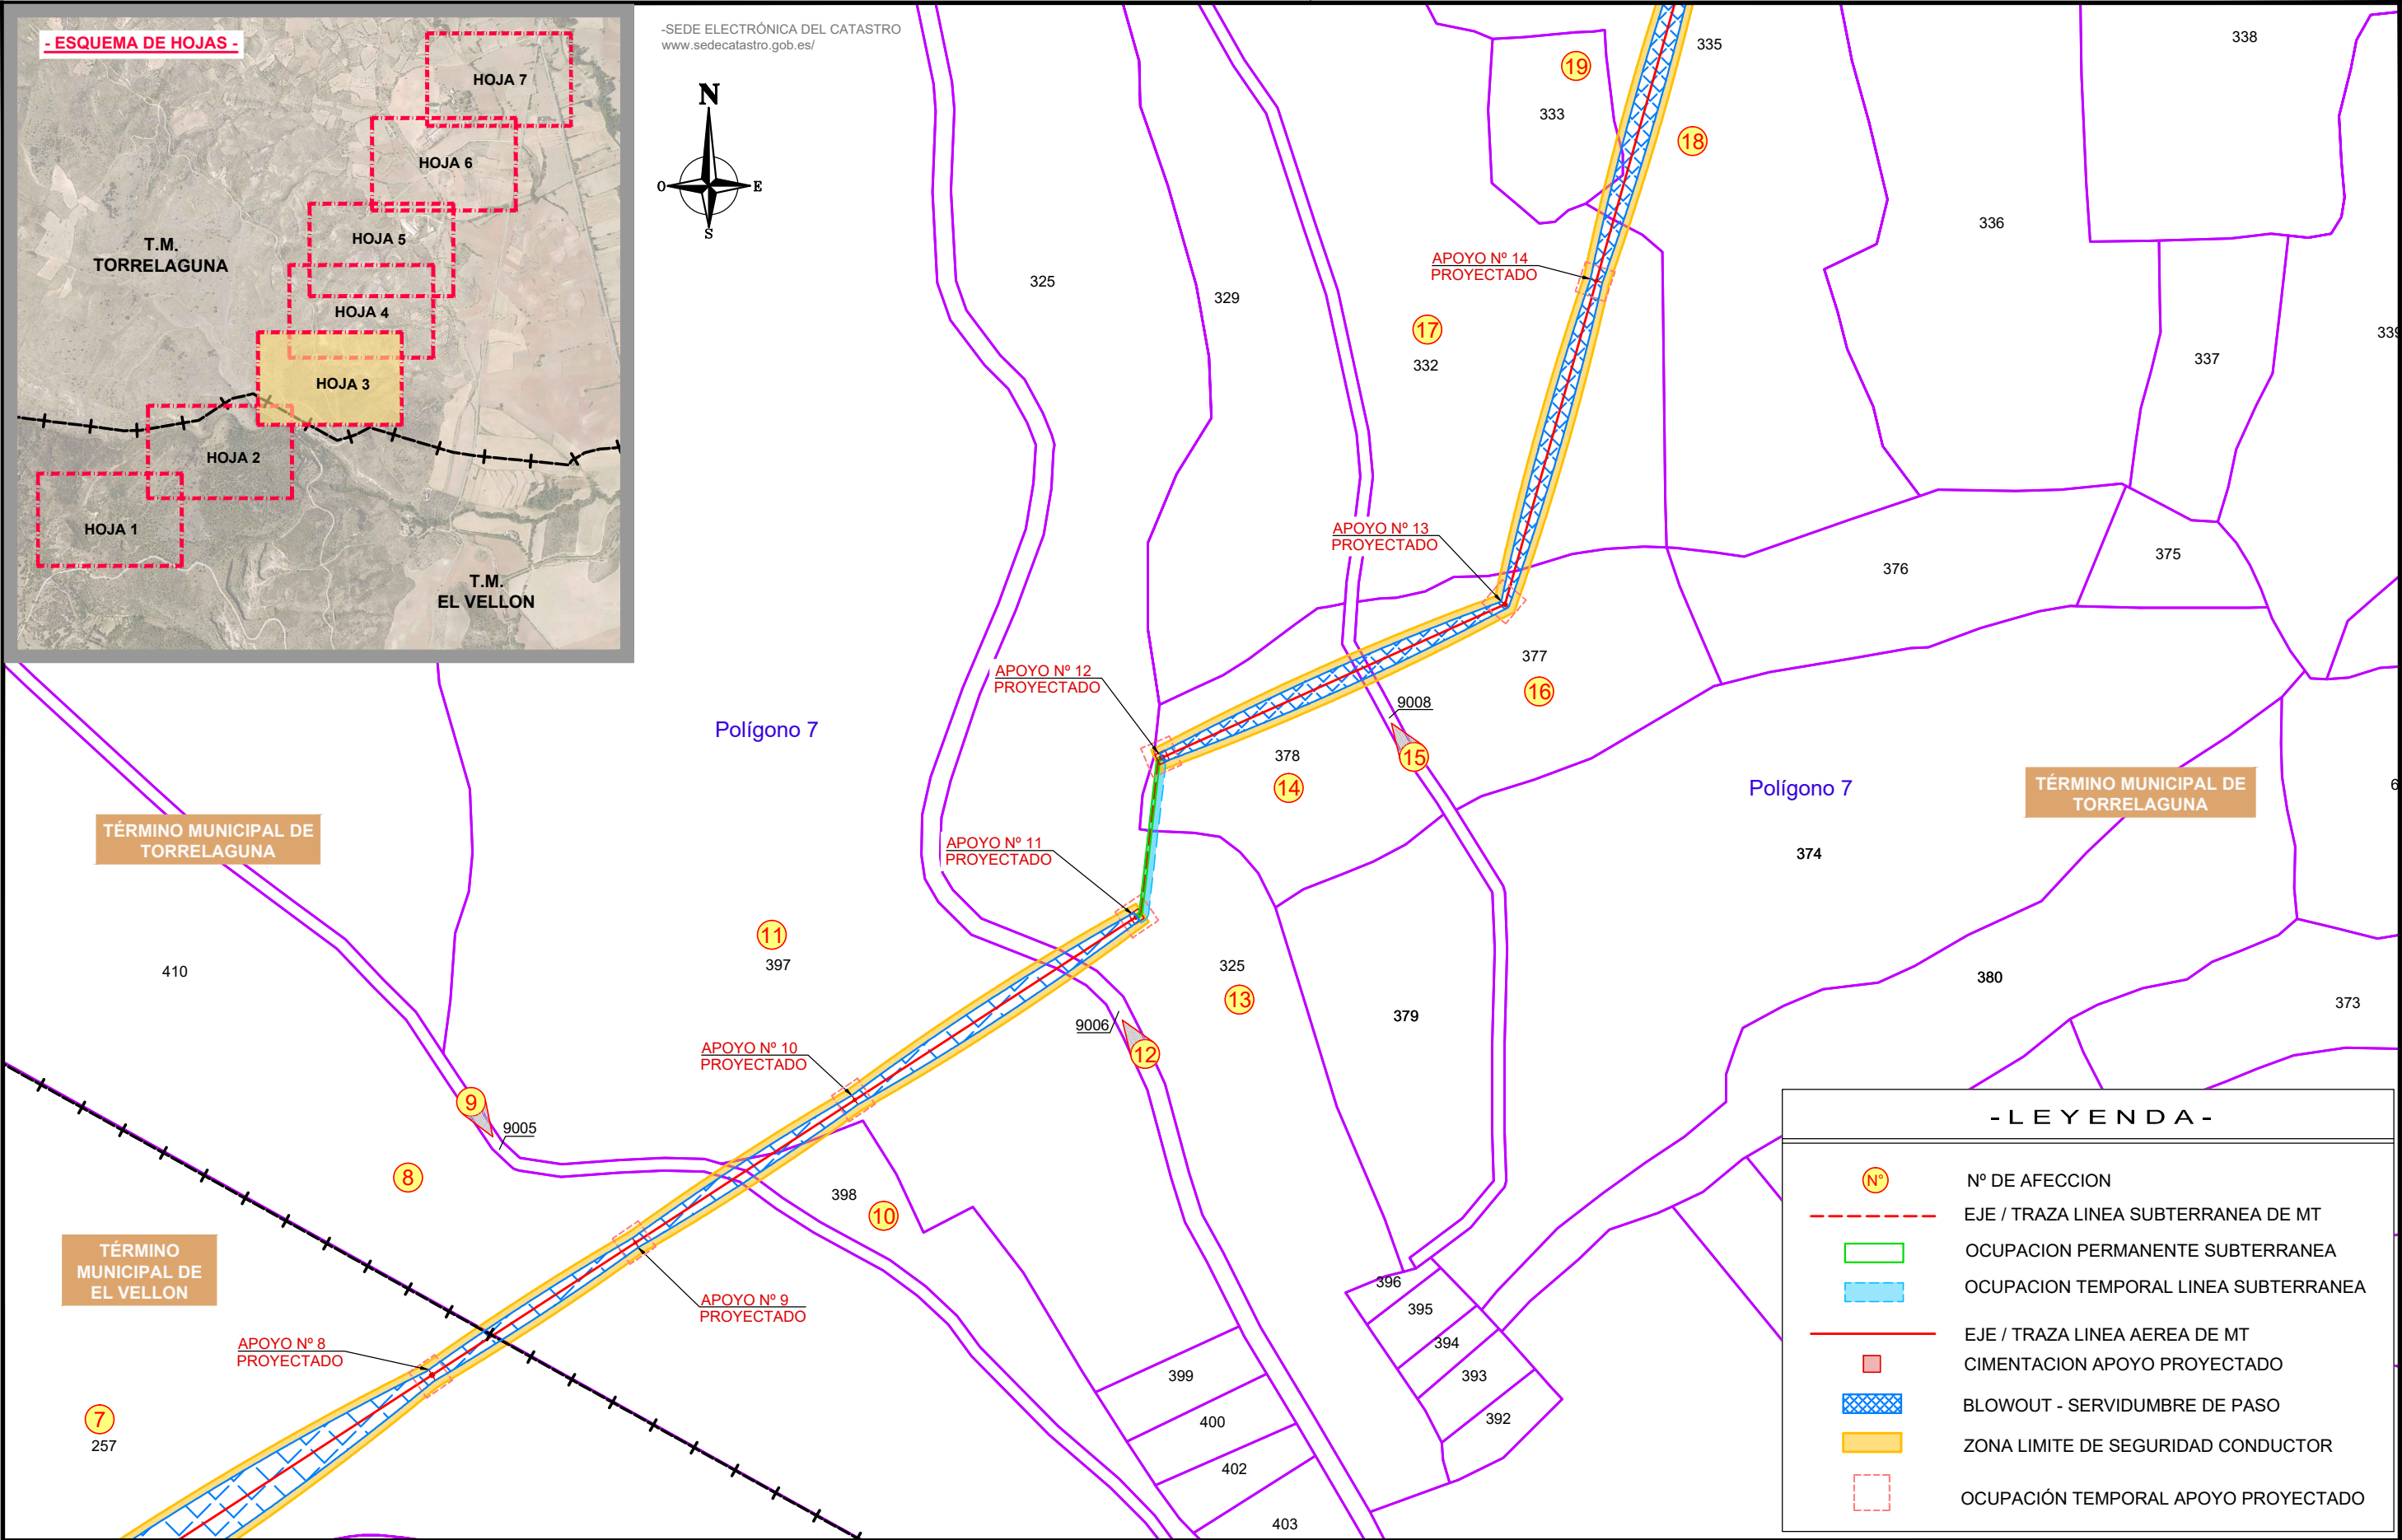 - ESQUEMA DE HOJAS -
HOJA 7
HOJA 6
HOJA 5
HOJA 4
HOJA 3
HOJA 2
HOJA 1
T.M.
TORRELAGUNA
T.M.
EL VELLON
-SEDE ELECTRÓNICA DEL CATASTRO
www.sedecatastro.gob.es/
N
O
E
S
19
335
338
333
18
336
APOYO Nº 14
PROYECTADO
325
329
17
332
337
339
APOYO Nº 13
PROYECTADO
375
376
377
16
APOYO Nº 12
PROYECTADO
9008
15
Polígono 7
378
14
Polígono 7
TÉRMINO MUNICIPAL DE
TORRELAGUNA
6
TÉRMINO MUNICIPAL DE
TORRELAGUNA
APOYO Nº 11
PROYECTADO
374
11
397
410
325
13
380
373
379
9006
12
APOYO Nº 10
PROYECTADO
9
9005
8
398
10
TÉRMINO
MUNICIPAL DE
EL VELLON
APOYO Nº 9
PROYECTADO
APOYO Nº 8
PROYECTADO
7
257
396
395
394
393
392
399
400
402
403
-LEYENDA-
Nº
Nº DE AFECCION
EJE / TRAZA LINEA SUBTERRANEA DE MT
OCUPACION PERMANENTE SUBTERRANEA
OCUPACION TEMPORAL LINEA SUBTERRANEA
EJE / TRAZA LINEA AEREA DE MT
CIMENTACION APOYO PROYECTADO
BLOWOUT - SERVIDUMBRE DE PASO
ZONA LIMITE DE SEGURIDAD CONDUCTOR
OCUPACIÓN TEMPORAL APOYO PROYECTADO